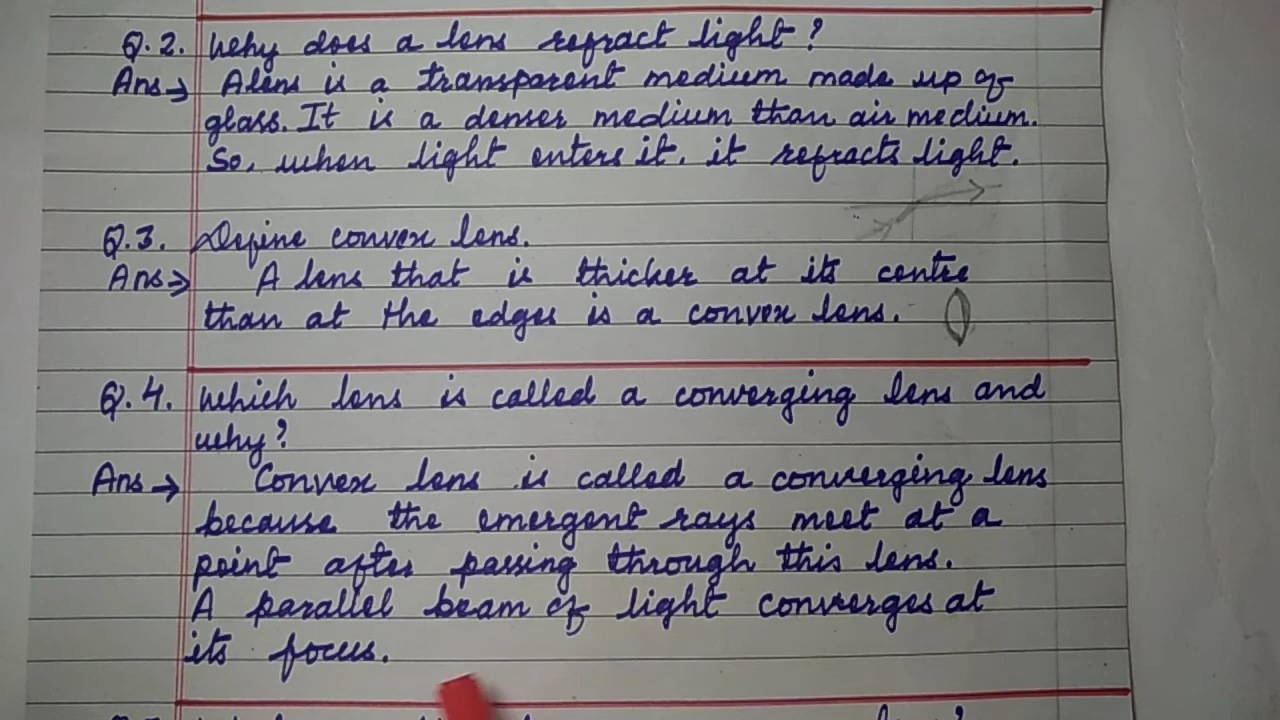 Q.2. Why does a lens refract light?
Ans→ A lens is a transparent medium made up of
glass. It is a denser medium than air medium.
So, when light enters it, it refracts light.
Q.3. Define convex lens.
Ans→ A lens that is thicker at its centre
than at the edges is a convex lens.
Q.4. Which lens is called a converging lens and
why?
Ans→ Convex lens is called a converging lens
because the emergent rays meet at a
point after passing through this lens.
A parallel beam of light converges at
its focus.